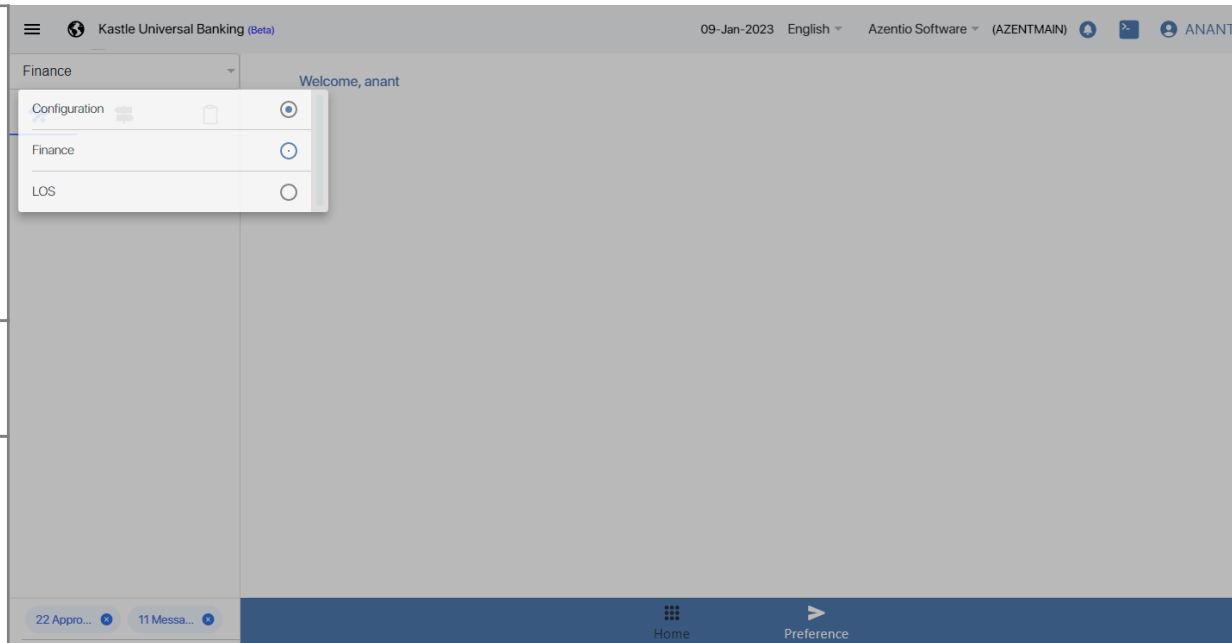 Kastle Universal Banking (Beta)
09-Jan-2023 English Azentio Software (AZENTMAIN) ANANT
Finance
Welcome, anant
Configuration
Finance
LOS
22 Appro... 11 Messa...
Home Preference